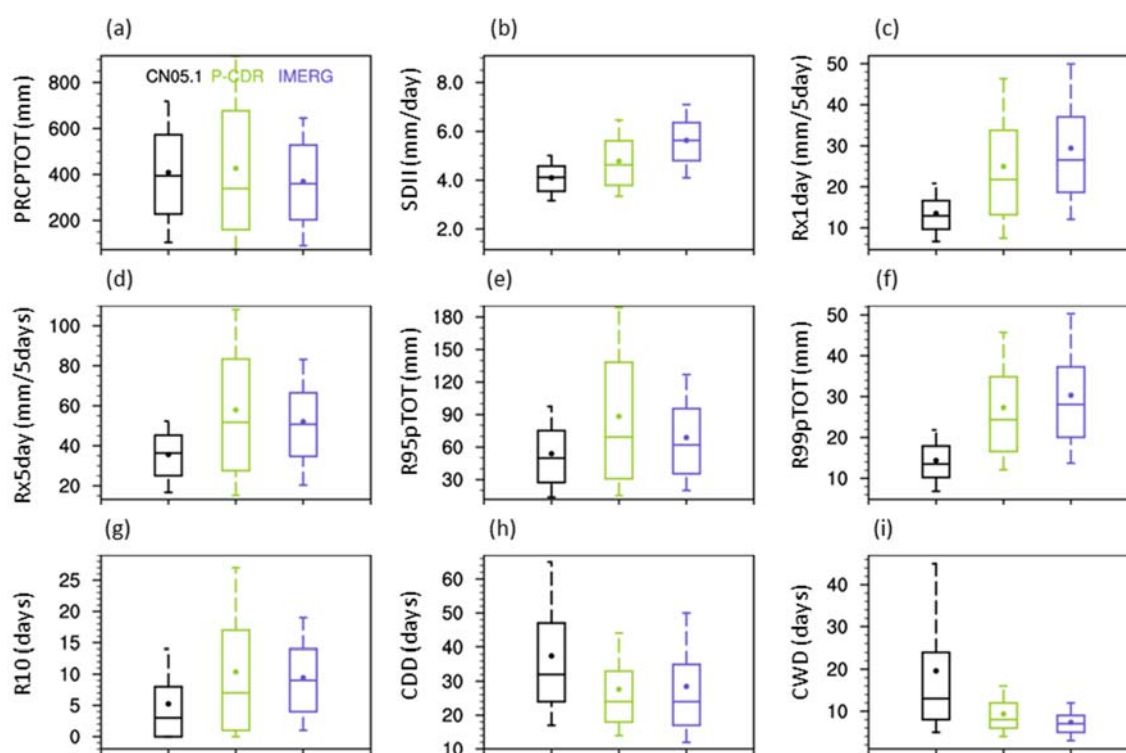 (a)
PRCPTOT (mm)
800
600
400
200
CN05.1 P-CDR IMERG
(b)
SDII (mm/day)
8.0
6.0
4.0
2.0
(c)
Rx1day (mm/5day)
50
40
30
20
10
(d)
Rx5day (mm/5days)
100
80
60
40
20
(e)
R95pTOT (mm)
180
150
120
90
60
30
(f)
R99pTOT (mm)
50
40
30
20
10
(g)
R10 (days)
25
20
15
10
5
0
(h)
CDD (days)
60
50
40
30
20
10
(i)
CWD (days)
40
30
20
10